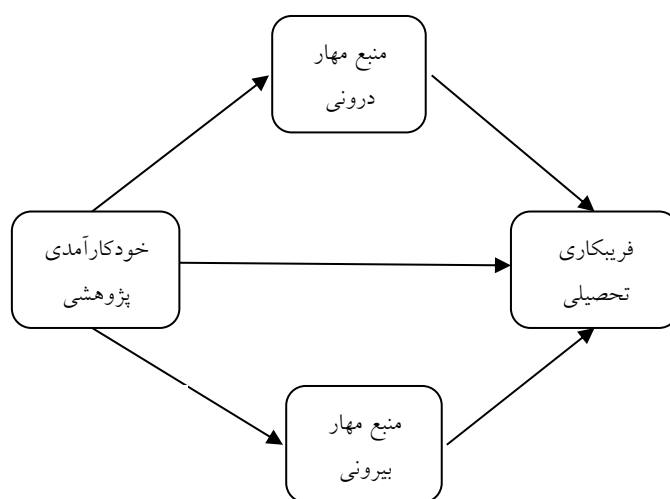 منبع مهار
درونی
خودکارآمدی
پژوهشی
فریبکاری
تحصیلی
منبع مهار
بیرونی